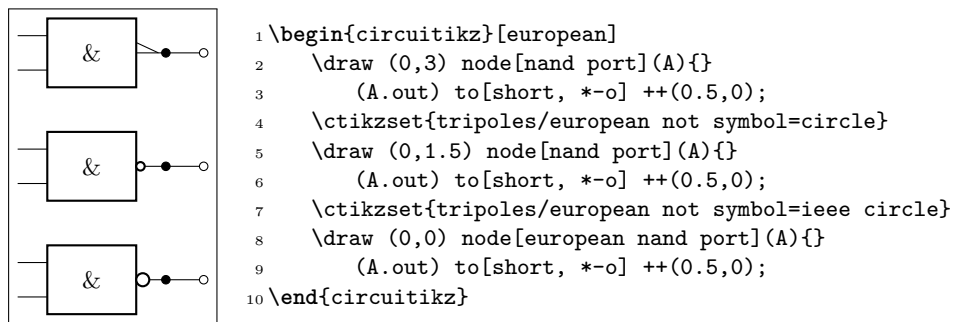 &
&
&
1 \begin{circuitikz}[european]
2     \draw (0,3) node[nand port](A){}
3         (A.out) to[short, *-o] ++(0.5,0);
4     \ctikzset{tripoles/european not symbol=circle}
5     \draw (0,1.5) node[nand port](A){}
6         (A.out) to[short, *-o] ++(0.5,0);
7     \ctikzset{tripoles/european not symbol=ieee circle}
8     \draw (0,0) node[european nand port](A){}
9         (A.out) to[short, *-o] ++(0.5,0);
10 \end{circuitikz}